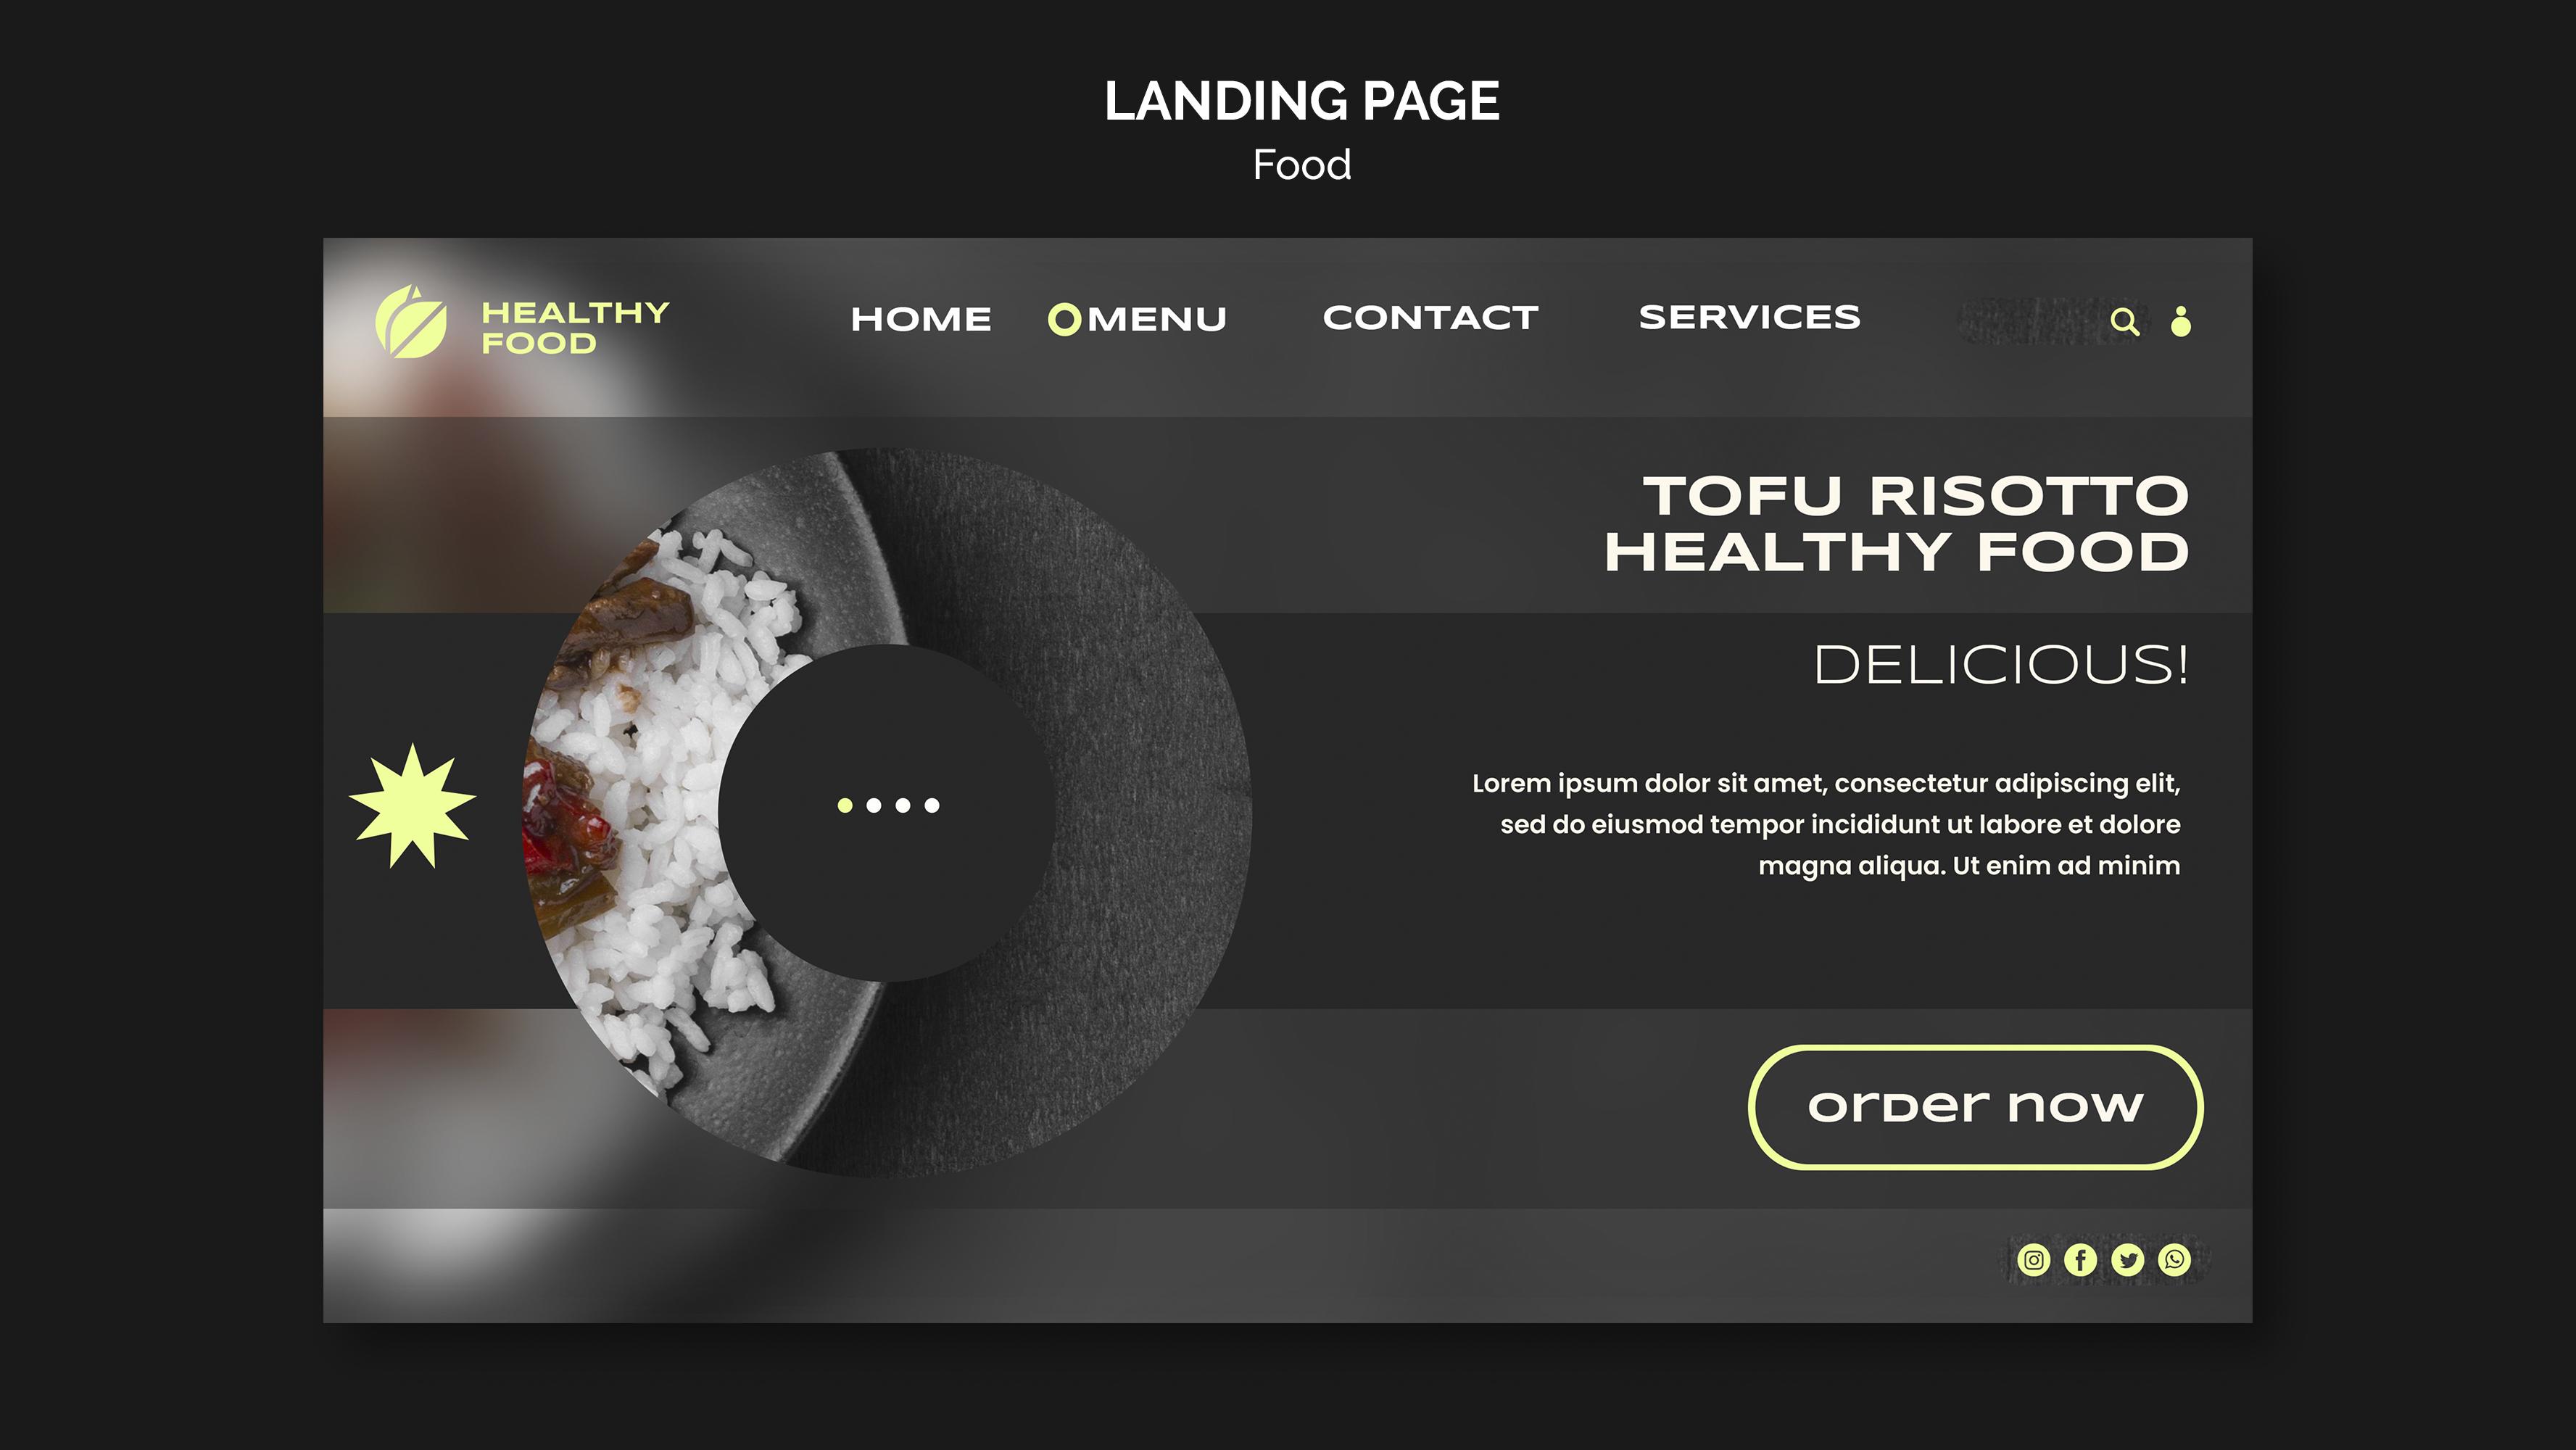 LANDING PAGE
Food
HEALTHY
FOOD
HOME
MENU
CONTACT
SERVICES
TOFU RISOTTO
HEALTHY FOOD
DELICIOUS!
Lorem ipsum dolor sit amet, consectetur adipiscing elit,
sed do eiusmod tempor incididunt ut labore et dolore
magna aliqua. Ut enim ad minim
order now